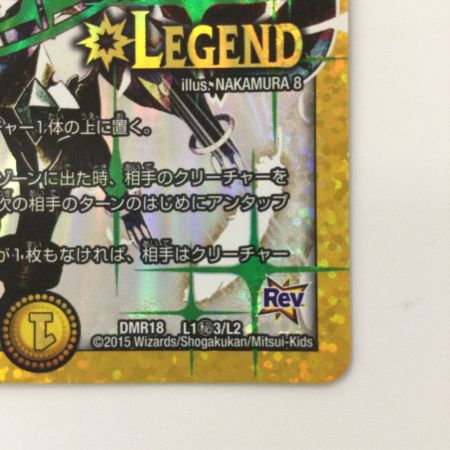 LEGEND
illus. NAKAMURA 8
チャー1体の上に置く。
ゾーンに出た時、相手のクリーチャーを
次の相手のターンのはじめにアンタップ
が1枚もなければ、相手はクリーチャー
Rev
DMR18 L1㊙3/L2
©2015 Wizards/Shogakukan/Mitsui-Kids